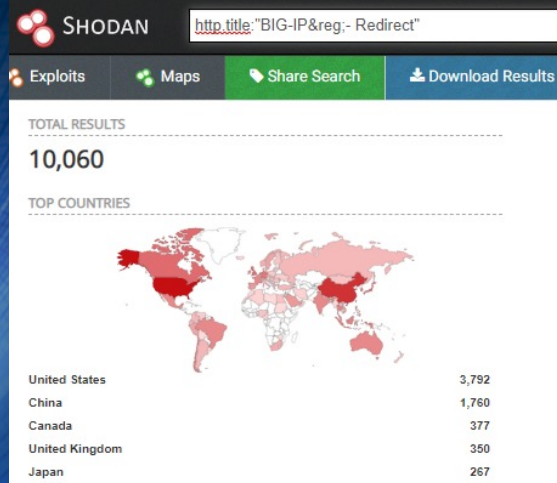 SHODAN
http.title:"BIG-IP&reg;- Redirect"
Exploits
Maps
Share Search
Download Results
TOTAL RESULTS
10,060
TOP COUNTRIES
United States 3,792
China 1,760
Canada 377
United Kingdom 350
Japan 267